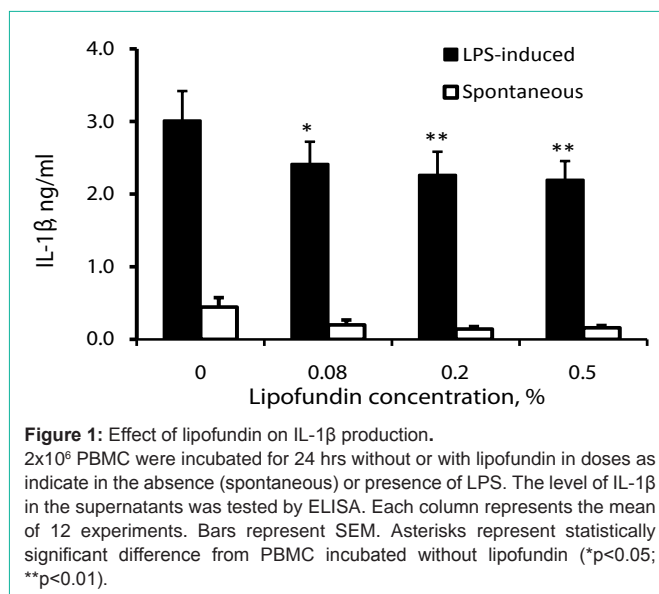 4.0
3.0
2.0
1.0
0.0
IL-1β, ng/ml
LPS-induced
Spontaneous
*
**
**
0
0.08
0.2
0.5
Lipofundin concentration, %
Figure 1: Effect of lipofundin on IL-1β production.
2x10⁶ PBMC were incubated for 24 hrs without or with lipofundin in doses as
indicate in the absence (spontaneous) or presence of LPS. The level of IL-1β
in the supernatants was tested by ELISA. Each column represents the mean
of 12 experiments. Bars represent SEM. Asterisks represent statistically
significant difference from PBMC incubated without lipofundin (*p<0.05;
**p<0.01).